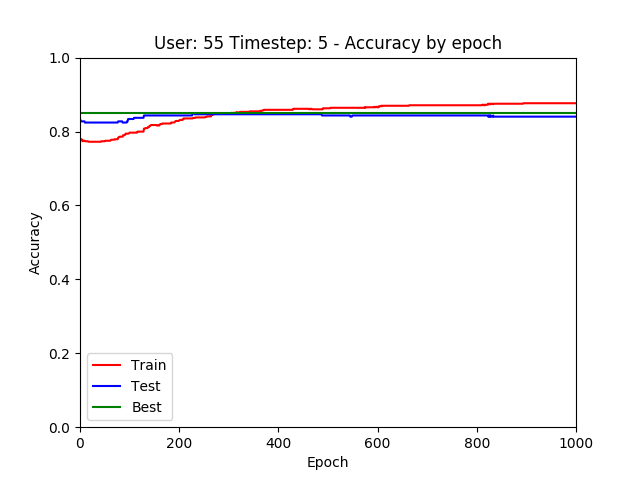 User: 55 Timestep: 5 - Accuracy by epoch
1.0
0.8
0.6
0.4
0.2
0.0
Accuracy
Train
Test
Best
0 200 400 600 800 1000
Epoch